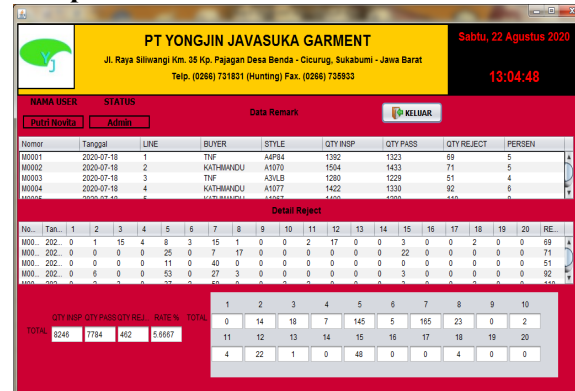 PT YONGJIN JAVASUKA GARMENT
Jl. Raya Siliwangi Km. 35 Kp. Pajagan Desa Benda - Cicurug, Sukabumi - Jawa Barat
Telp. (0266) 731831 (Hunting) Fax. (0266) 735933
Sabtu, 22 Agustus 2020
13:04:48
YJ
NAMA USER STATUS
Putri Novita Admin
Data Remark
KELUAR
Nomor Tanggal LINE BUYER STYLE QTY INSP QTY PASS QTY REJECT PERSEN
M0001 2020-07-18 1 TNF A4P84 1392 1323 69 5
M0002 2020-07-18 2 KATHMANDU A1070 1504 1433 71 5
M0003 2020-07-18 3 TNF A3VLB 1280 1229 51 4
M0004 2020-07-18 4 KATHMANDU A1077 1422 1330 92 6
Detail Reject
No... Tan... 1 2 3 4 5 6 7 8 9 10 11 12 13 14 15 16 17 18 19 20 RE...
M00... 202... 0 1 15 4 8 3 15 1 0 0 2 17 0 0 3 0 0 2 0 0 69
M00... 202... 0 0 0 0 25 0 7 17 0 0 0 0 0 0 22 0 0 0 0 0 71
M00... 202... 0 0 0 0 11 0 40 0 0 0 0 0 0 0 0 0 0 0 0 0 51
M00... 202... 0 6 0 0 53 0 27 3 0 0 0 0 0 0 3 0 0 0 0 0 92
1 2 3 4 5 6 7 8 9 10
QTY INSP QTY PASS QTY REJ... RATE % TOTAL
0 14 18 7 145 5 165 23 0 2
TOTAL 8246 7784 462 5.6667
11 12 13 14 15 16 17 18 19 20
4 22 1 0 48 0 0 4 0 0